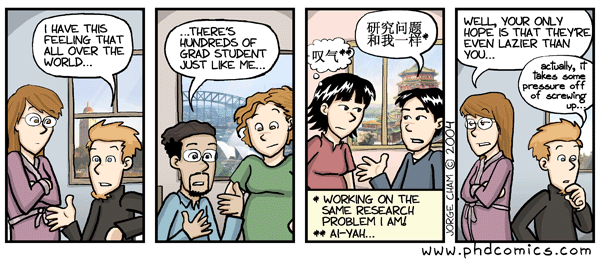 I HAVE THIS
FEELING THAT
ALL OVER THE
WORLD...
...THERE'S
HUNDREDS OF
GRAD STUDENT
JUST LIKE ME...
研究问题
和我一样*
叹气**
* WORKING ON THE
SAME RESEARCH
PROBLEM I AM!
** AI-YAH...
JORGE CHAM © 2009
WELL, YOUR ONLY
HOPE IS THAT THEY'RE
EVEN LAZIER THAN
YOU...
actually, it
takes some
pressure off
of screwing
up...
www.phdcomics.com